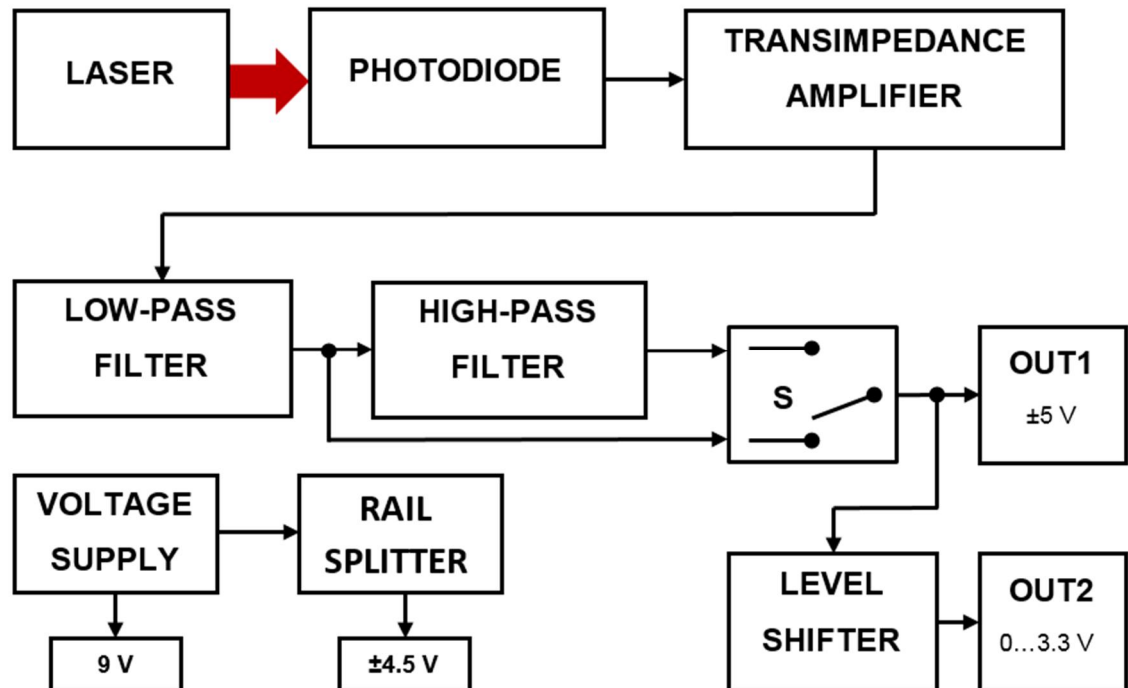 LASER
PHOTODIODE
TRANSIMPEDANCE
AMPLIFIER
LOW-PASS
FILTER
HIGH-PASS
FILTER
S
OUT1
±5 V
VOLTAGE
SUPPLY
RAIL
SPLITTER
LEVEL
SHIFTER
OUT2
0...3.3 V
9 V
±4.5 V